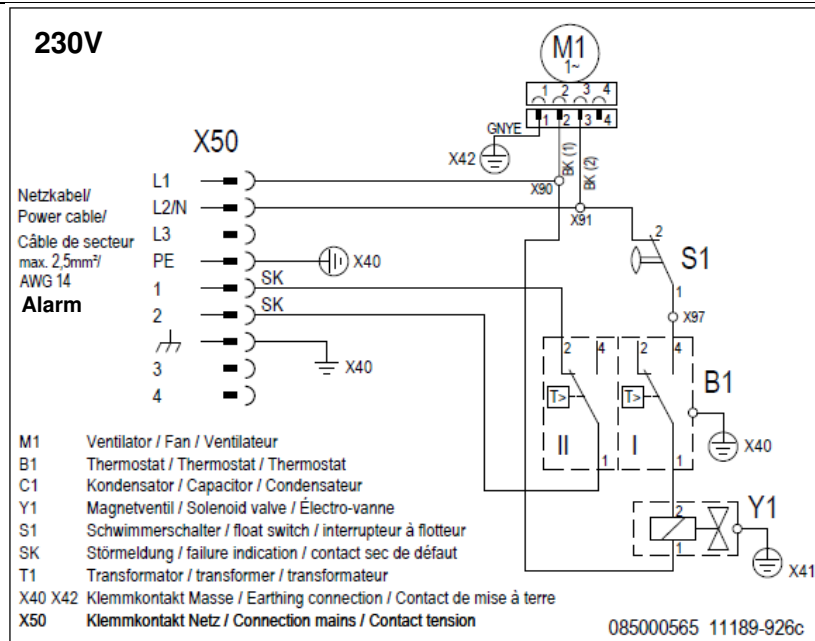 230V
M1
1~
1 2 3 4
1 2 3 4
GNYE
X42
BK (1)
BK (2)
X50
X90
X91
Netzkabel/
Power cable/
Câble de secteur
max. 2,5mm²/
AWG 14
Alarm
L1
L2/N
L3
PE
X40
1
SK
2
SK
X40
3
4
2
S1
1
X97
2 4
2 4
T>
T>
II
I
B1
X40
1
1
2
Y1
1
X41
M1 Ventilator / Fan / Ventilateur
B1 Thermostat / Thermostat / Thermostat
C1 Kondensator / Capacitor / Condensateur
Y1 Magnetventil / Solenoid valve / Électro-vanne
S1 Schwimmerschalter / float switch / interrupteur à flotteur
SK Störmeldung / failure indication / contact sec de défaut
T1 Transformator / transformer / transformateur
X40 X42 Klemmkontakt Masse / Earthing connection / Contact de mise à terre
X50 Klemmkontakt Netz / Connection mains / Contact tension
085000565 11189-926c